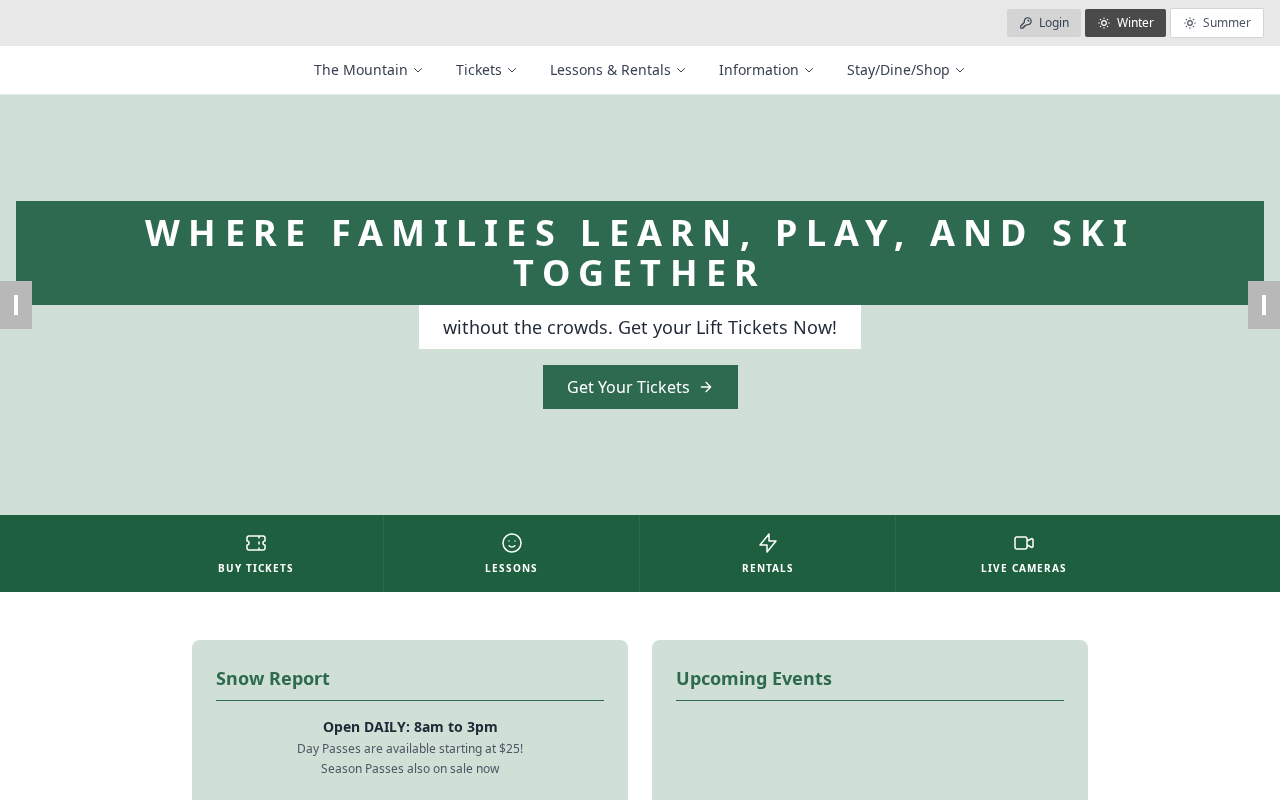 Login
Winter
Summer
The Mountain
Tickets
Lessons & Rentals
Information
Stay/Dine/Shop
WHERE FAMILIES LEARN, PLAY, AND SKI
TOGETHER
without the crowds. Get your Lift Tickets Now!
Get Your Tickets
BUY TICKETS
LESSONS
RENTALS
LIVE CAMERAS
Snow Report
Open DAILY: 8am to 3pm
Day Passes are available starting at $25!
Season Passes also on sale now
Upcoming Events